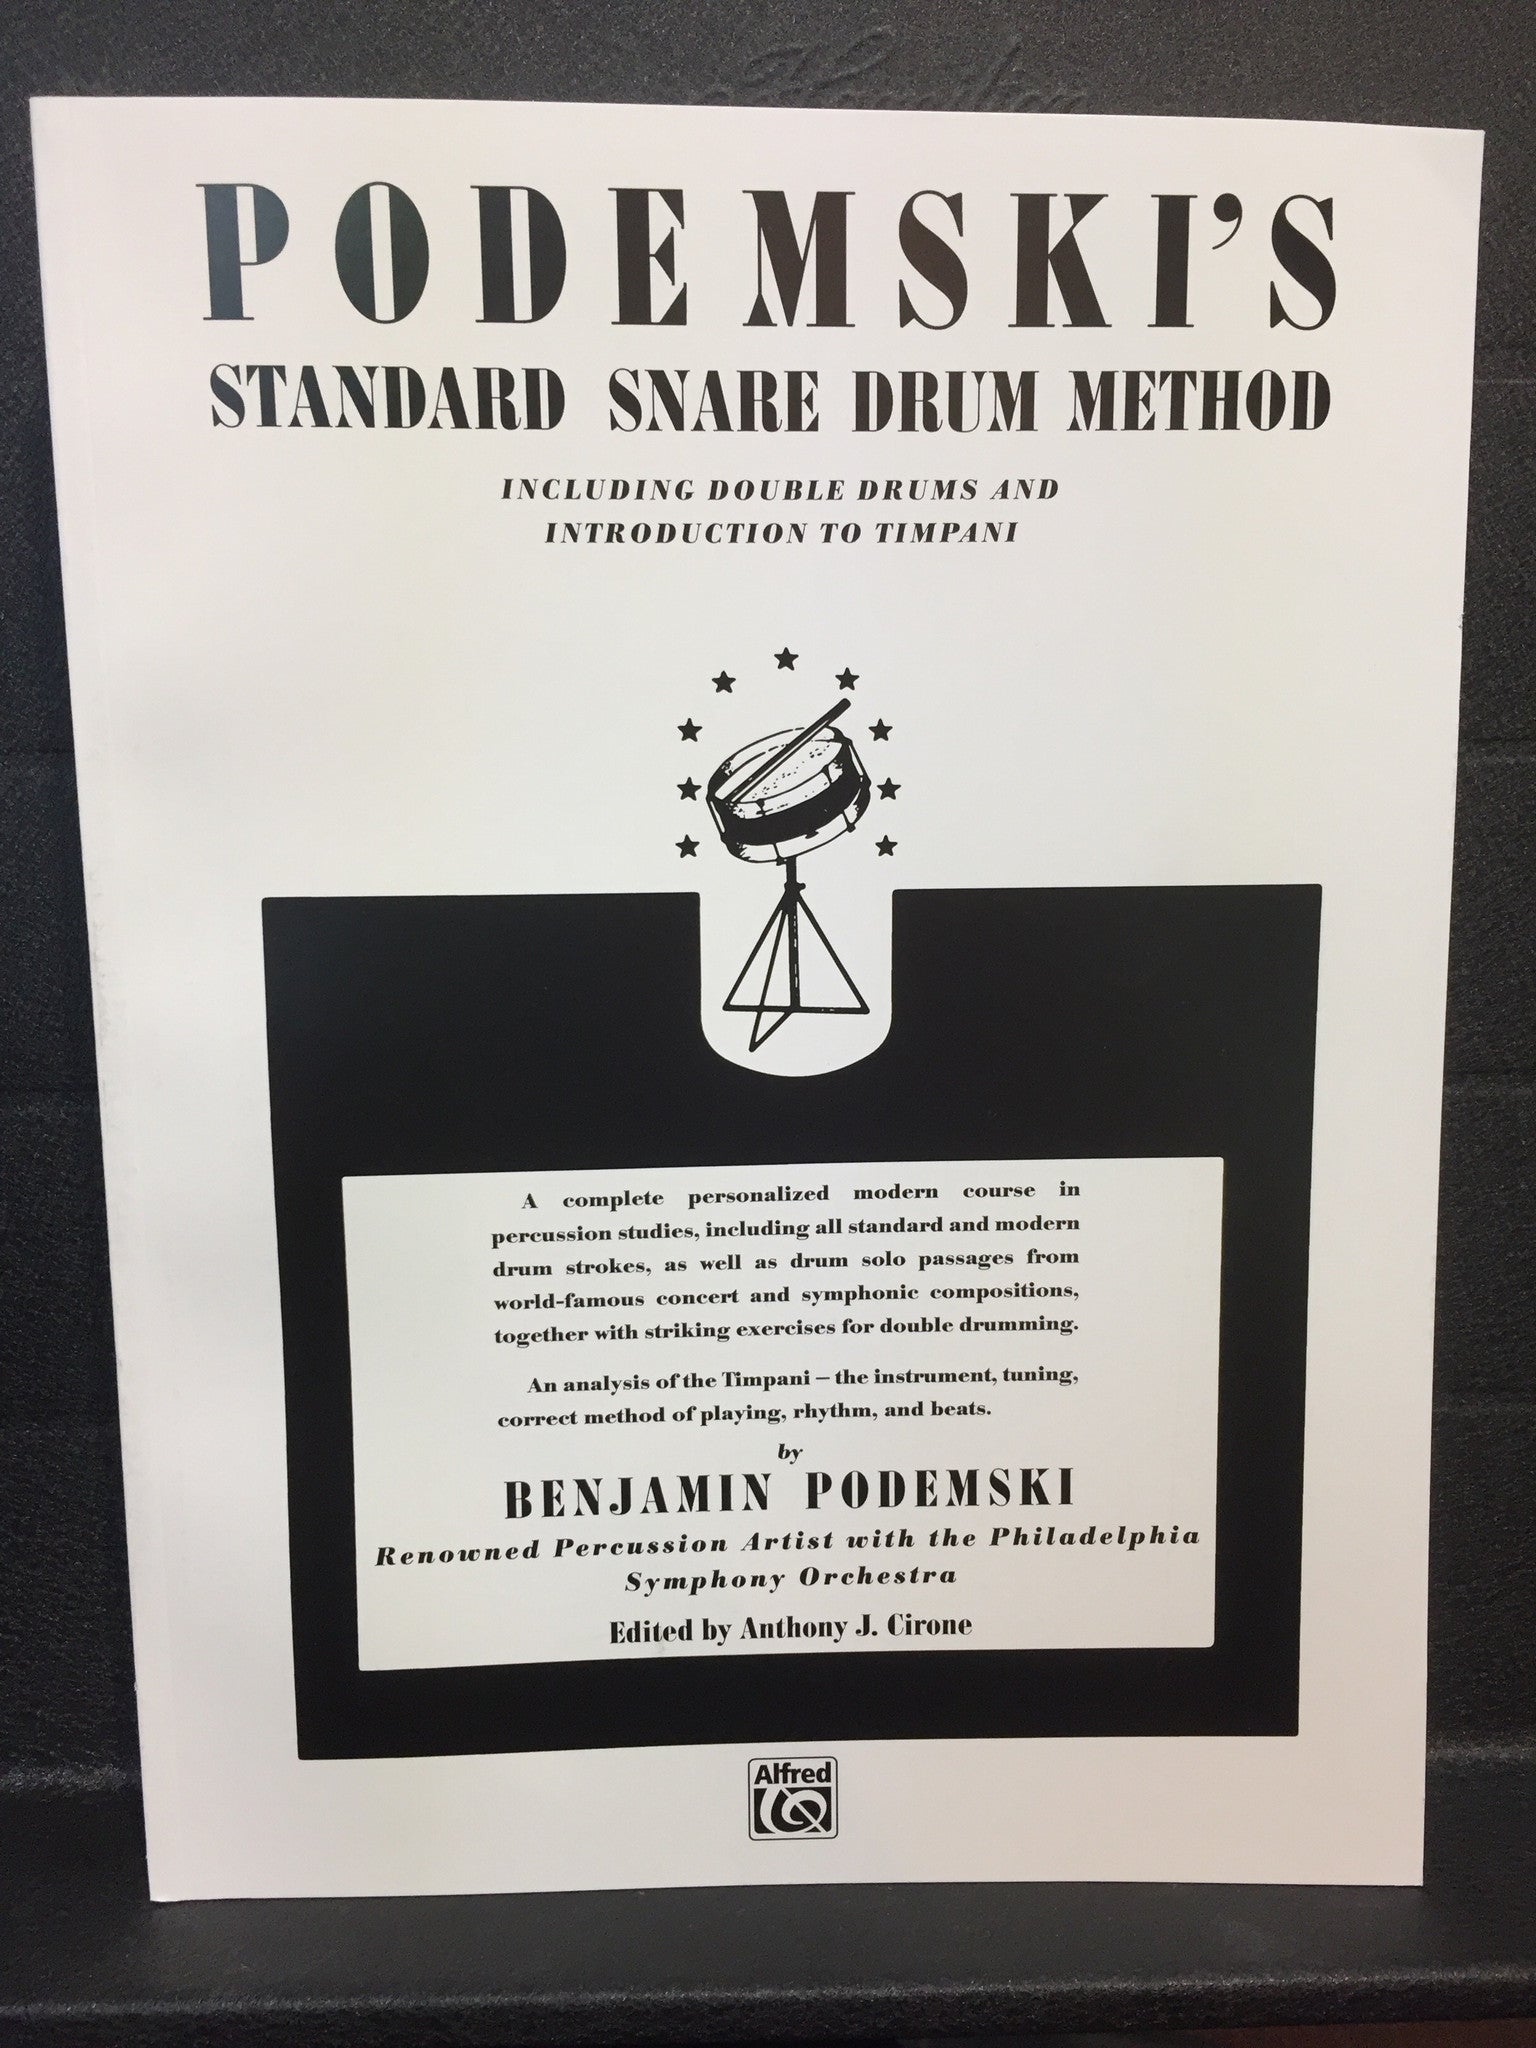 PODEMSKI'S
STANDARD SNARE DRUM METHOD
INCLUDING DOUBLE DRUMS AND
INTRODUCTION TO TIMPANI
A complete personalized modern course in
percussion studies, including all standard and modern
drum strokes, as well as drum solo passages from
world-famous concert and symphonic compositions,
together with striking exercises for double drumming.
An analysis of the Timpani – the instrument, tuning,
correct method of playing, rhythm, and beats.
by
BENJAMIN PODEMSKI
Renowned Percussion Artist with the Philadelphia
Symphony Orchestra
Edited by Anthony J. Cirone
Alfred